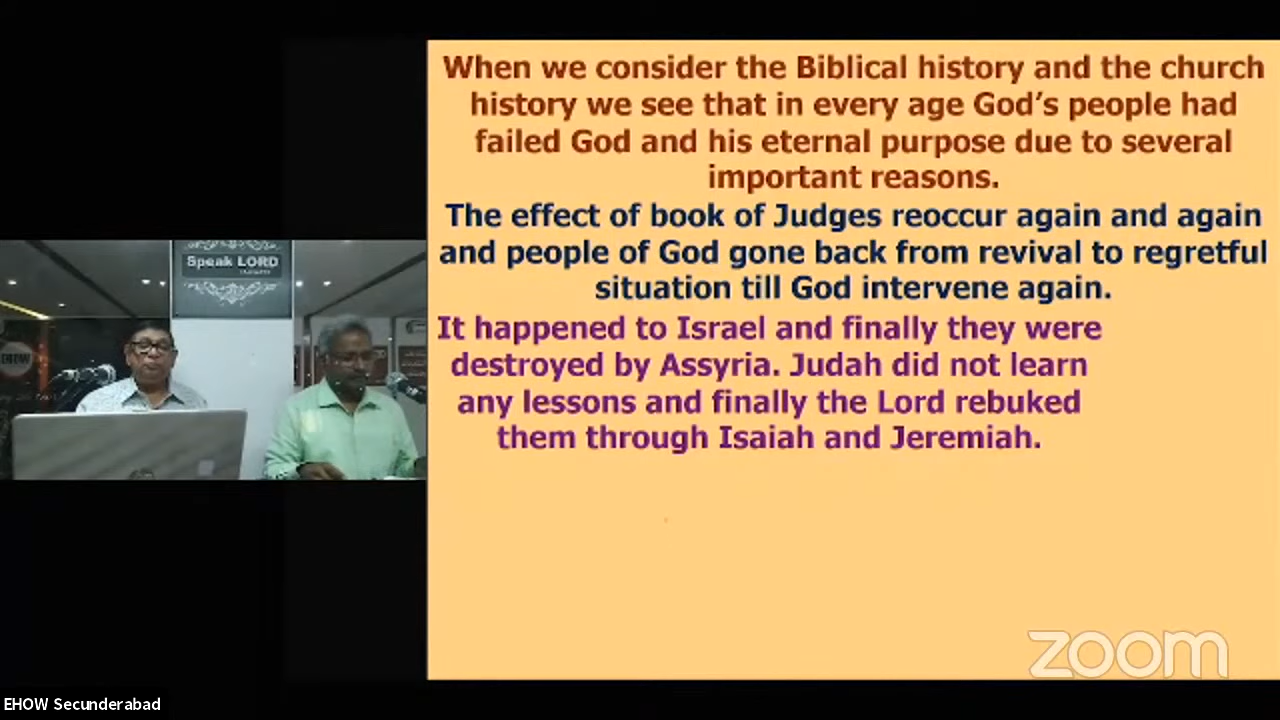 When we consider the Biblical history and the church
history we see that in every age God's people had
failed God and his eternal purpose due to several
important reasons.
The effect of book of Judges reoccur again and again
and people of God gone back from revival to regretful
situation till God intervene again.
It happened to Israel and finally they were
destroyed by Assyria. Judah did not learn
any lessons and finally the Lord rebuked
them through Isaiah and Jeremiah.
Speak LORD
EHOW
zoom
EHOW Secunderabad